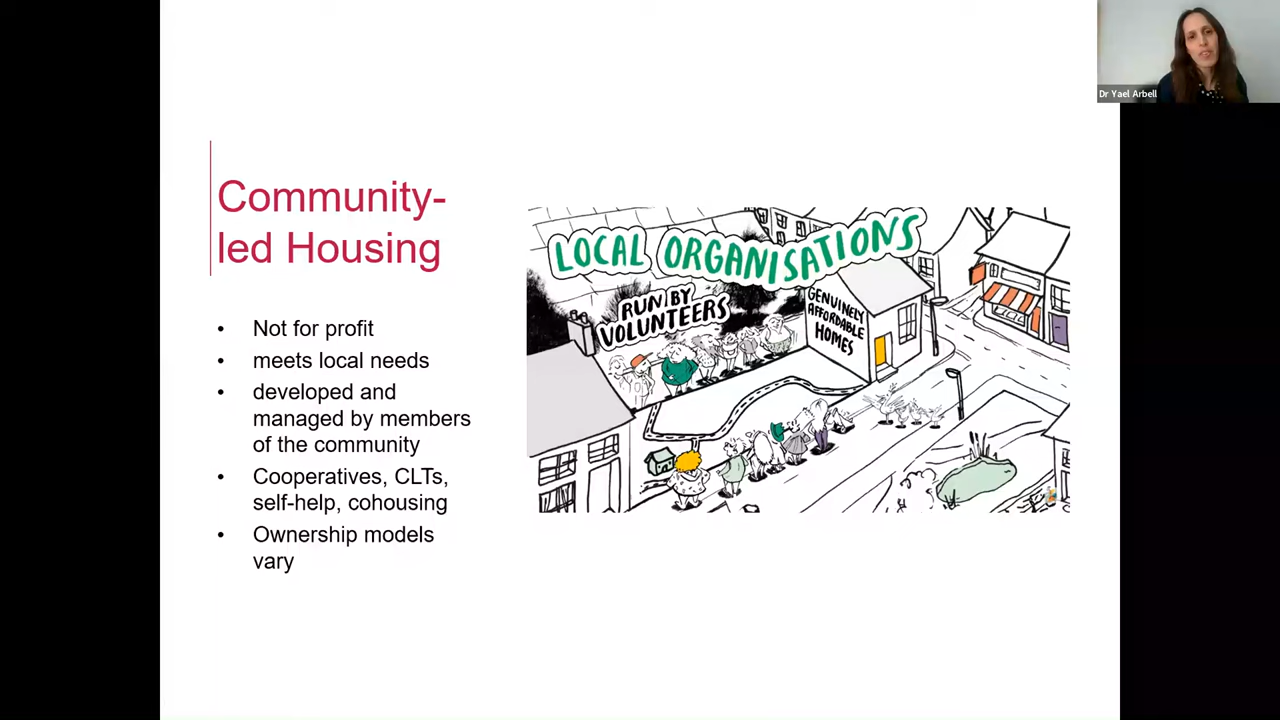 Dr Yael Arbell
Community-
led Housing
• Not for profit
• meets local needs
• developed and
managed by members
of the community
• Cooperatives, CLTs,
self-help, cohousing
• Ownership models
vary
LOCAL ORGANISATIONS
RUN BY
VOLUNTEERS
GENUINELY
AFFORDABLE
HOMES